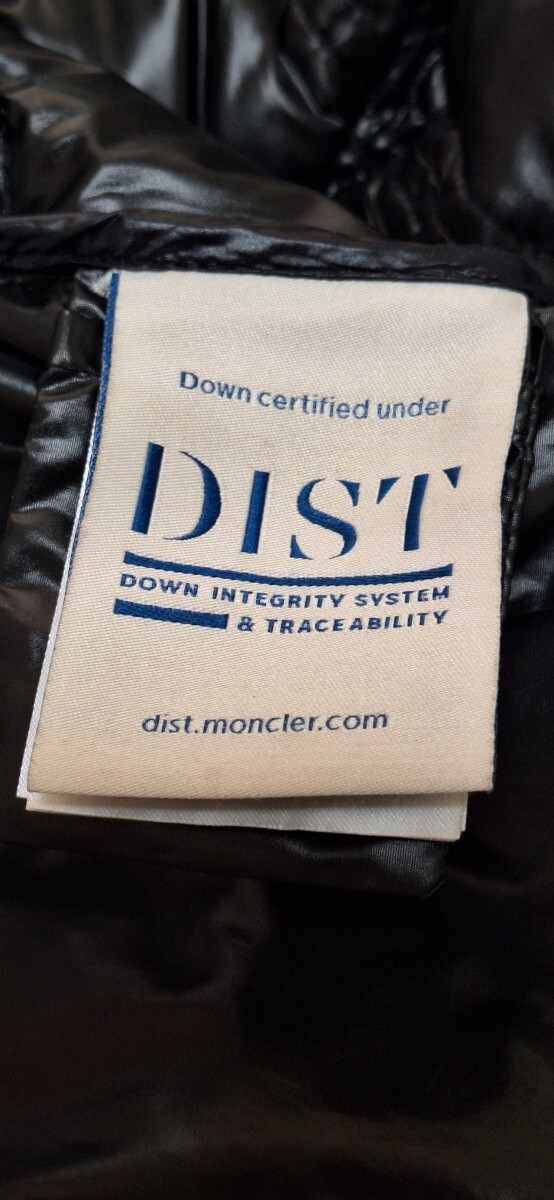 Down certified under
DIST
DOWN INTEGRITY SYSTEM
& TRACEABILITY
dist.moncler.com